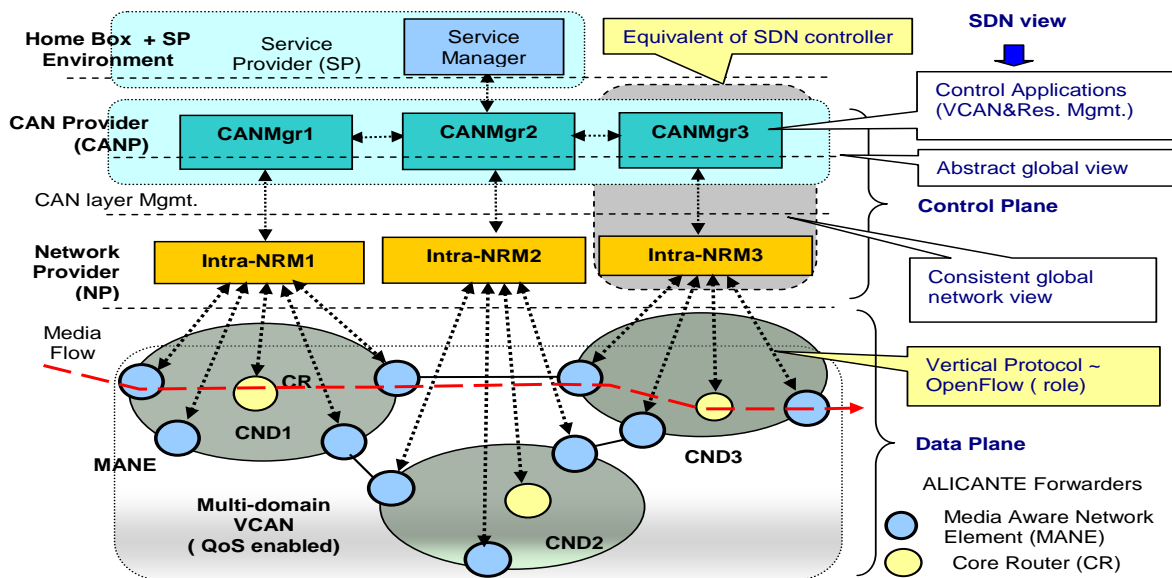 Home Box + SP
Environment
Service
Provider (SP)
Service
Manager
Equivalent of SDN controller
SDN view
Control Applications
(VCAN&Res. Mgmt.)
CAN Provider
(CANP)
CANMgr1
CANMgr2
CANMgr3
Abstract global view
CAN layer Mgmt.
Control Plane
Network
Provider
(NP)
Intra-NRM1
Intra-NRM2
Intra-NRM3
Consistent global
network view
Media
Flow
CR
Vertical Protocol ~
OpenFlow ( role)
CND1
MANE
CND3
Data Plane
Multi-domain
VCAN
( QoS enabled)
CND2
ALICANTE Forwarders
Media Aware Network
Element (MANE)
Core Router (CR)